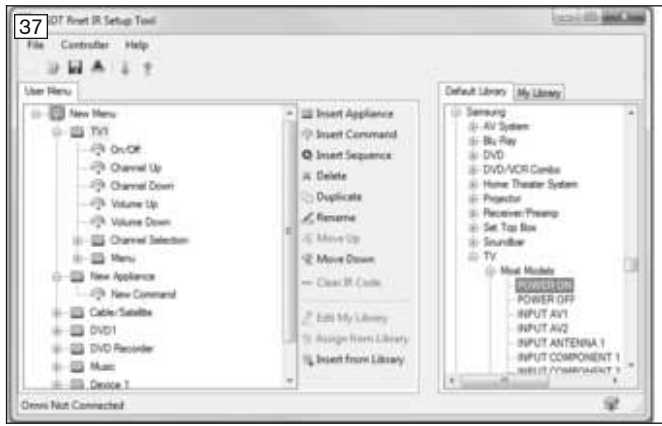 37
Rnet IR Setup Tool
File Controller Help
User Menu
New Menu
TV1
On/Off
Channel Up
Channel Down
Volume Up
Volume Down
Channel Selection
Menu
New Appliance
New Command
Cable/Satellite
DVD1
DVD Recorder
Music
Device 1
Insert Appliance
Insert Command
Insert Sequence
Delete
Duplicate
Rename
Move Up
Move Down
Clear IR Code
Edit My Library
Assign from Library
Insert from Library
Default Library My Library
Samsung
AV System
Blu Ray
DVD
DVD/VCR Combo
Home Theater System
Projector
Receiver/Preamp
Set Top Box
Soundbar
TV
Most Models
POWER ON
POWER OFF
INPUT AV1
INPUT AV2
INPUT ANTENNA 1
INPUT COMPONENT 1
INPUT COMPONENT
Omni Not Connected